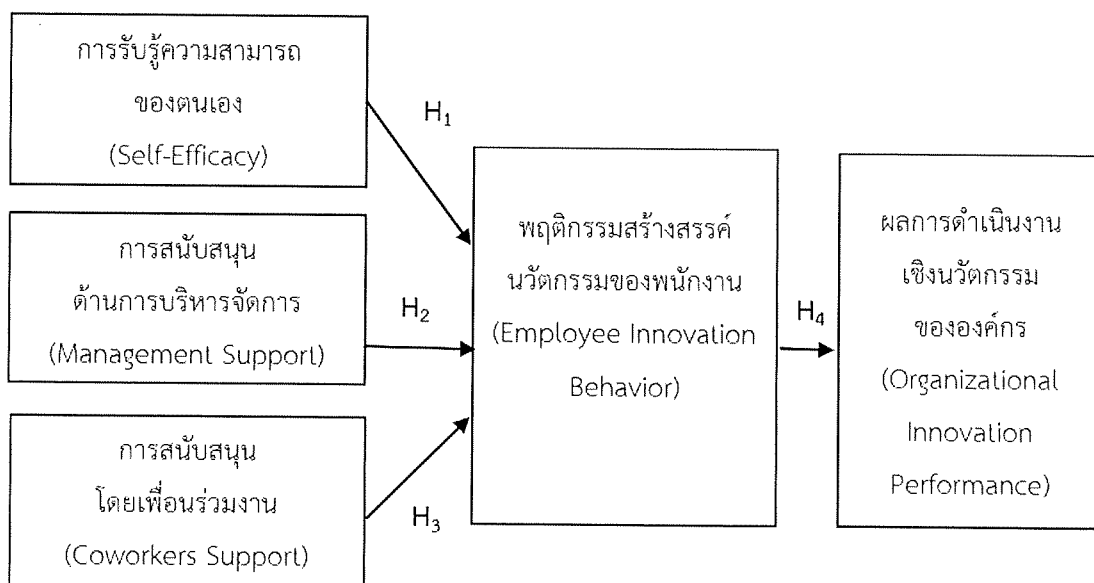 การรับรู้ความสามารถ
ของตนเอง
(Self-Efficacy)
H₁
การสนับสนุน
ด้านการบริหารจัดการ
(Management Support)
H₂
การสนับสนุน
โดยเพื่อนร่วมงาน
(Coworkers Support)
H₃
พฤติกรรมสร้างสรรค์
นวัตกรรมของพนักงาน
(Employee Innovation
Behavior)
H₄
ผลการดำเนินงาน
เชิงนวัตกรรม
ขององค์กร
(Organizational
Innovation
Performance)